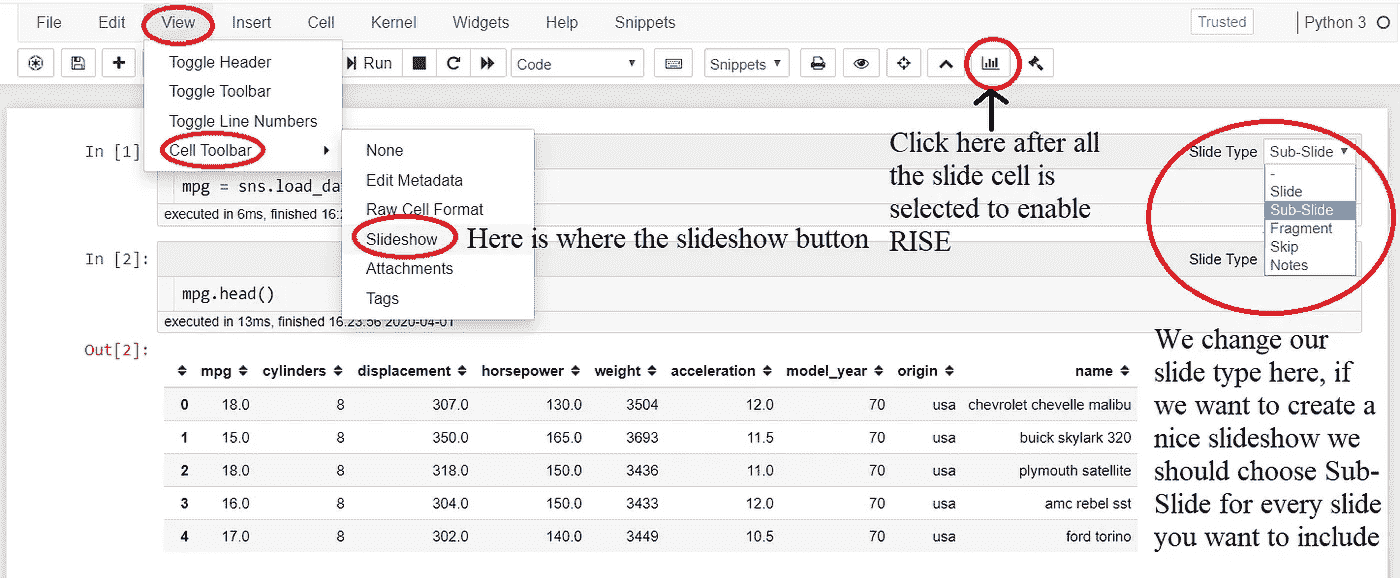 File Edit View Insert Cell Kernel Widgets Help Snippets Trusted Python 3
Run Code Snippets
Toggle Header
Toggle Toolbar
Toggle Line Numbers
Cell Toolbar
None
Edit Metadata
Raw Cell Format
Slideshow
Attachments
Tags
Here is where the slideshow button
Click here after all
the slide cell is
selected to enable
RISE
Slide Type Sub-Slide
-
Slide
Sub-Slide
Fragment
Skip
Notes
Slide Type
In [1]
mpg = sns.load_da
executed in 6ms, finished 16:2
In [2]:
mpg.head()
executed in 13ms, finished 16:23:56 2020-04-01
Out[2]:
mpg cylinders displacement horsepower weight acceleration model_year origin name
0 18.0 8 307.0 130.0 3504 12.0 70 usa chevrolet chevelle malibu
1 15.0 8 350.0 165.0 3693 11.5 70 usa buick skylark 320
2 18.0 8 318.0 150.0 3436 11.0 70 usa plymouth satellite
3 16.0 8 304.0 150.0 3433 12.0 70 usa amc rebel sst
4 17.0 8 302.0 140.0 3449 10.5 70 usa ford torino
We change our
slide type here, if
we want to create a
nice slideshow we
should choose Sub-
Slide for every slide
you want to include